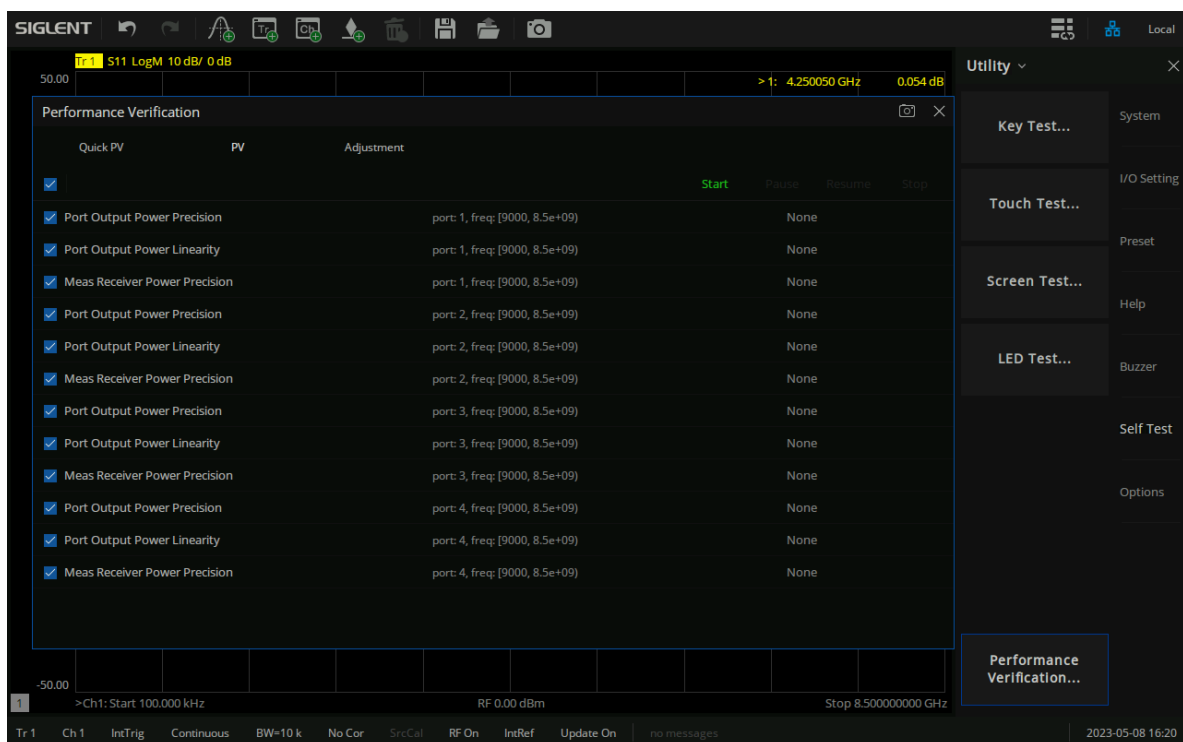 SIGLENT Tr Ch Local
Tr 1 S11 LogM 10 dB/ 0 dB
50.00
>1: 4.250050 GHz 0.054 dB
Performance Verification
Quick PV PV Adjustment
Start Pause Resume Stop
Port Output Power Precision port: 1, freq: [9000, 8.5e+09) None
Port Output Power Linearity port: 1, freq: [9000, 8.5e+09) None
Meas Receiver Power Precision port: 1, freq: [9000, 8.5e+09) None
Port Output Power Precision port: 2, freq: [9000, 8.5e+09) None
Port Output Power Linearity port: 2, freq: [9000, 8.5e+09) None
Meas Receiver Power Precision port: 2, freq: [9000, 8.5e+09) None
Port Output Power Precision port: 3, freq: [9000, 8.5e+09) None
Port Output Power Linearity port: 3, freq: [9000, 8.5e+09) None
Meas Receiver Power Precision port: 3, freq: [9000, 8.5e+09) None
Port Output Power Precision port: 4, freq: [9000, 8.5e+09) None
Port Output Power Linearity port: 4, freq: [9000, 8.5e+09) None
Meas Receiver Power Precision port: 4, freq: [9000, 8.5e+09) None
-50.00
1 >Ch1: Start 100.000 kHz RF 0.00 dBm Stop 8.500000000 GHz
Utility
Key Test...
Touch Test...
Screen Test...
LED Test...
Performance
Verification...
System
I/O Setting
Preset
Help
Buzzer
Self Test
Options
Tr 1 Ch 1 IntTrig Continuous BW=10 k No Cor SrcCal RF On IntRef Update On no messages 2023-05-08 16:20